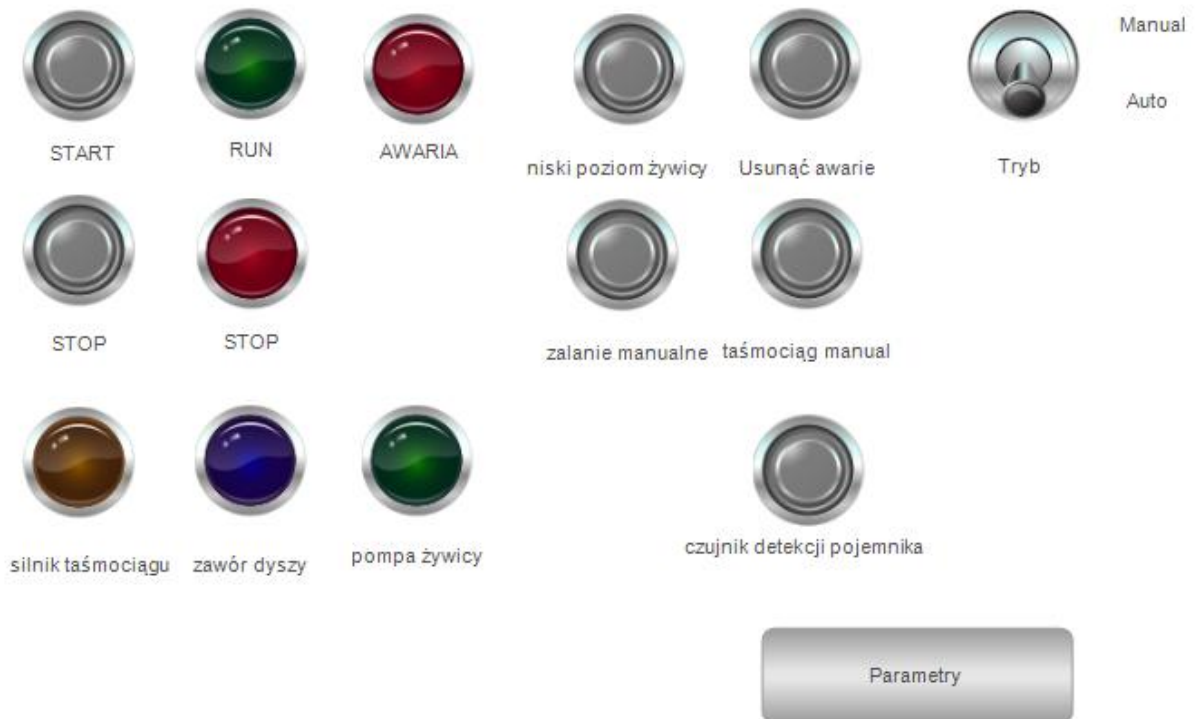 Manual
Auto
START
RUN
AWARIA
niski poziom żywicy
Usunąć awarie
Tryb
STOP
STOP
zalanie manualne
taśmociąg manual
silnik taśmociągu
zawór dyszy
pompa żywicy
czujnik detekcji pojemnika
Parametry